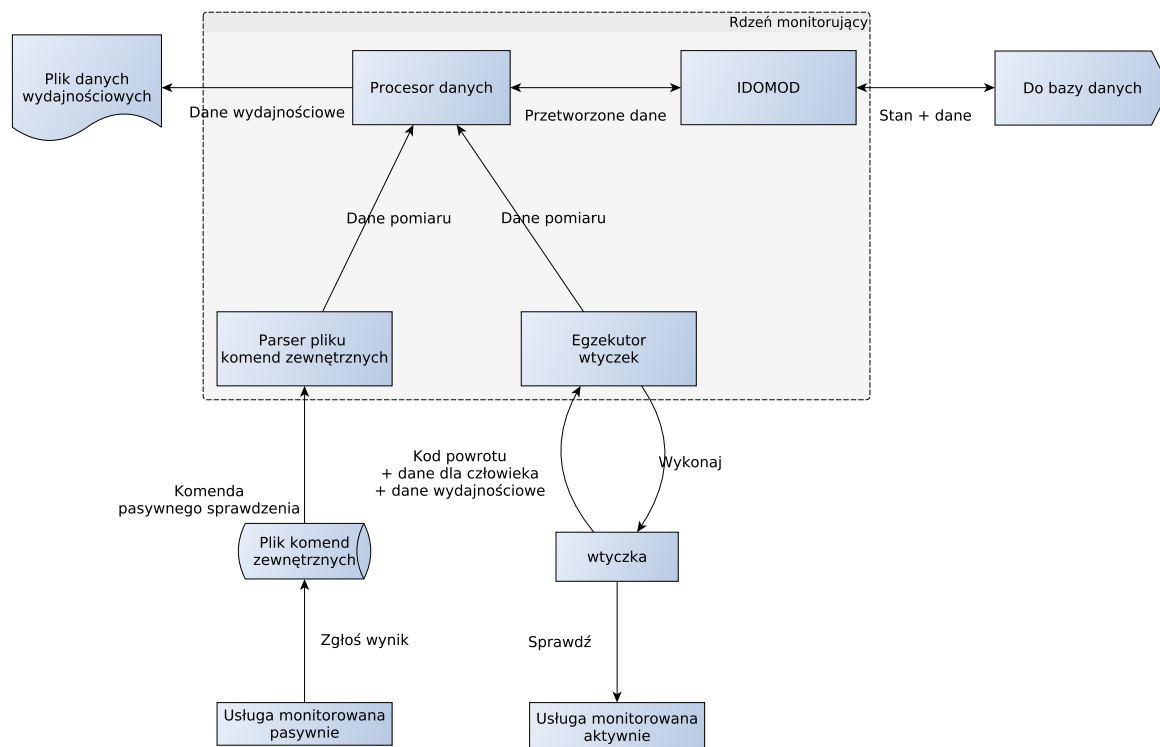 Rdzeń monitorujący
Plik danych
wydajnościowych
Procesor danych
IDOMOD
Do bazy danych
Dane wydajnościowe
Przetworzone dane
Stan + dane
Dane pomiaru
Dane pomiaru
Parser pliku
komend zewnętrznych
Egzekutor
wtyczek
Kod powrotu
+ dane dla człowieka
+ dane wydajnościowe
Wykonaj
Komenda
pasywnego sprawdzenia
Plik komend
zewnętrznych
wtyczka
Zgłoś wynik
Sprawdź
Usługa monitorowana
pasywnie
Usługa monitorowana
aktywnie